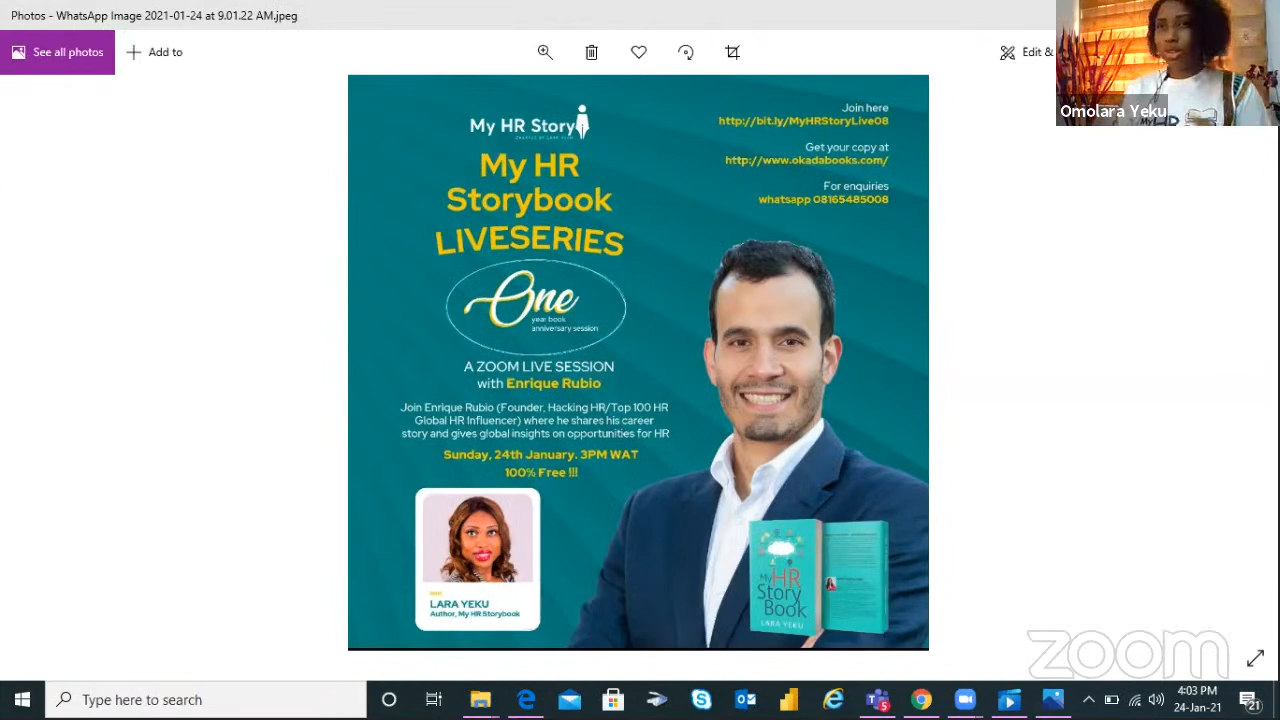 Photos - WhatsApp Image 2021-01-24 at 9.01.22 AM.jpeg
See all photos
Add to
Edit &
Omolara Yeku
My HR Story
Join here
http://bit.ly/MyHRStoryLive08
Get your copy at
http://www.okadabooks.com/
For enquiries
whatsapp 08165485008
My HR
Storybook
LIVESERIES
One
year book
anniversary session
A ZOOM LIVE SESSION
with Enrique Rubio
Join Enrique Rubio (Founder, Hacking HR/Top 100 HR
Global HR Influencer) where he shares his career
story and gives global insights on opportunities for HR
Sunday, 24th January. 3PM WAT
100% Free !!!
LARA YEKU
Author, My HR Storybook
My HR
Story
Book
LARA YEKU
zoom
Type here to search
5
4:03 PM
24-Jan-21
21